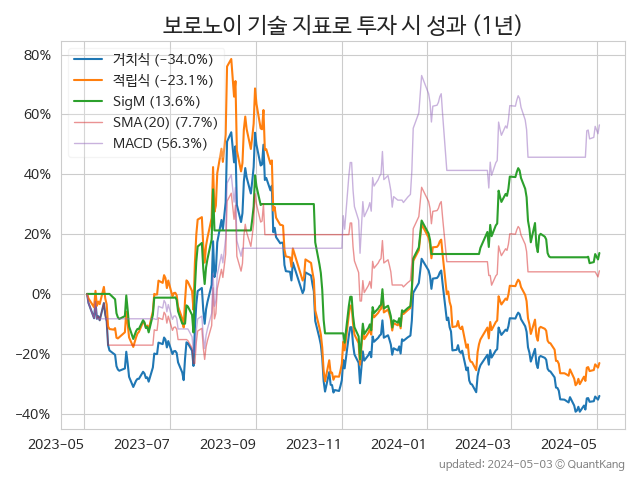 보로노이 기술 지표로 투자 시 성과 (1년)
거치식 (−34.0%)
적립식 (−23.1%)
SigM (13.6%)
SMA(20) (7.7%)
MACD (56.3%)
80%
60%
40%
20%
0%
−20%
−40%
2023-05 2023-07 2023-09 2023-11 2024-01 2024-03 2024-05
updated: 2024-05-03 ⓒ QuantKang